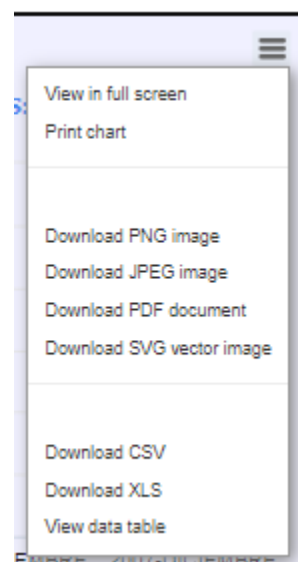 S:
View in full screen
Print chart
Download PNG image
Download JPEG image
Download PDF document
Download SVG vector image
Download CSV
Download XLS
View data table